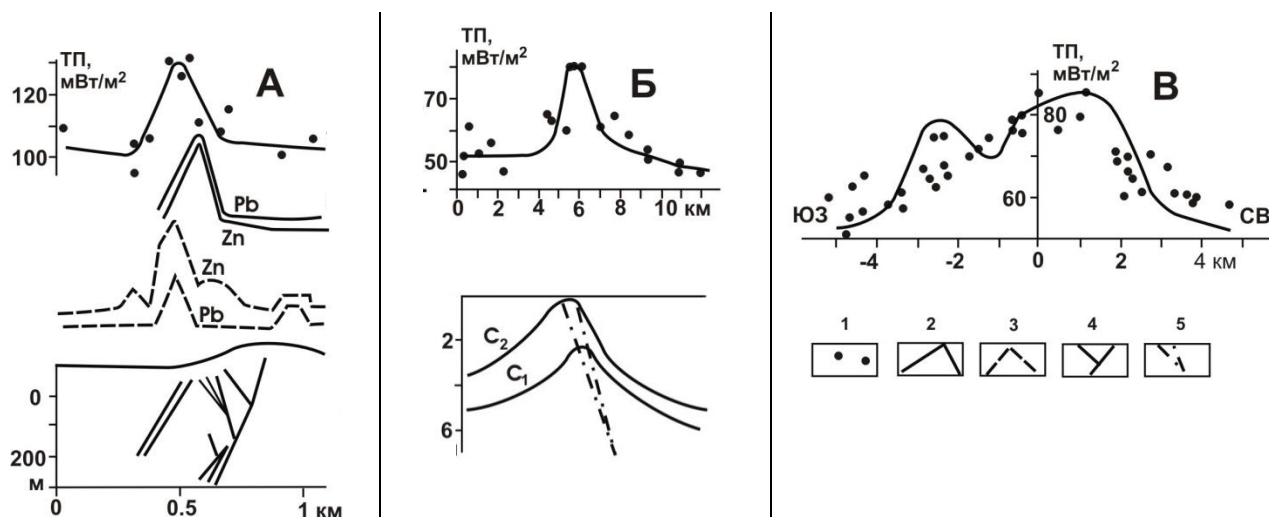 ТП,
мВт/м²
А
120
100
Pb
Zn
Zn
Pb
0
200
м
0 0.5 1 км
ТП,
мВт/м²
Б
70
50
0 2 4 6 8 10 км
2
C₂
C₁
6
ТП,
мВт/м²
В
80
60
ЮЗ СВ
-4 -2 0 2 4 км
1 2 3 4 5